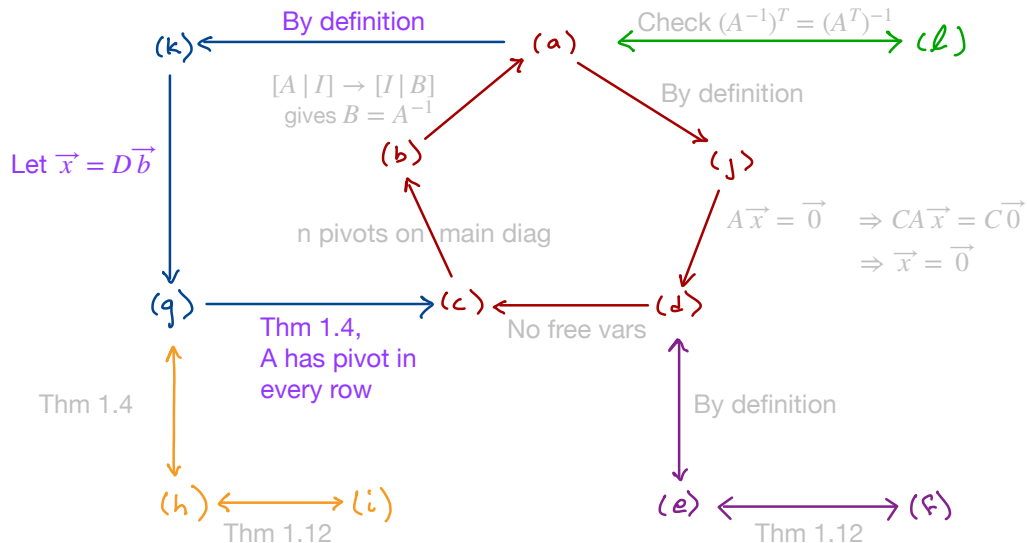 By definition
(k)
(a)
Check (A⁻¹)ᵀ = (Aᵀ)⁻¹
(l)
[A | I] → [I | B]
gives B = A⁻¹
By definition
Let x⃗ = Db⃗
(b)
(j)
n pivots on main diag
Ax⃗ = 0⃗ ⇒ CAx⃗ = C0⃗
⇒ x⃗ = 0⃗
(g)
(c)
(d)
Thm 1.4,
A has pivot in
every row
No free vars
Thm 1.4
By definition
(h)
(i)
(e)
(f)
Thm 1.12
Thm 1.12